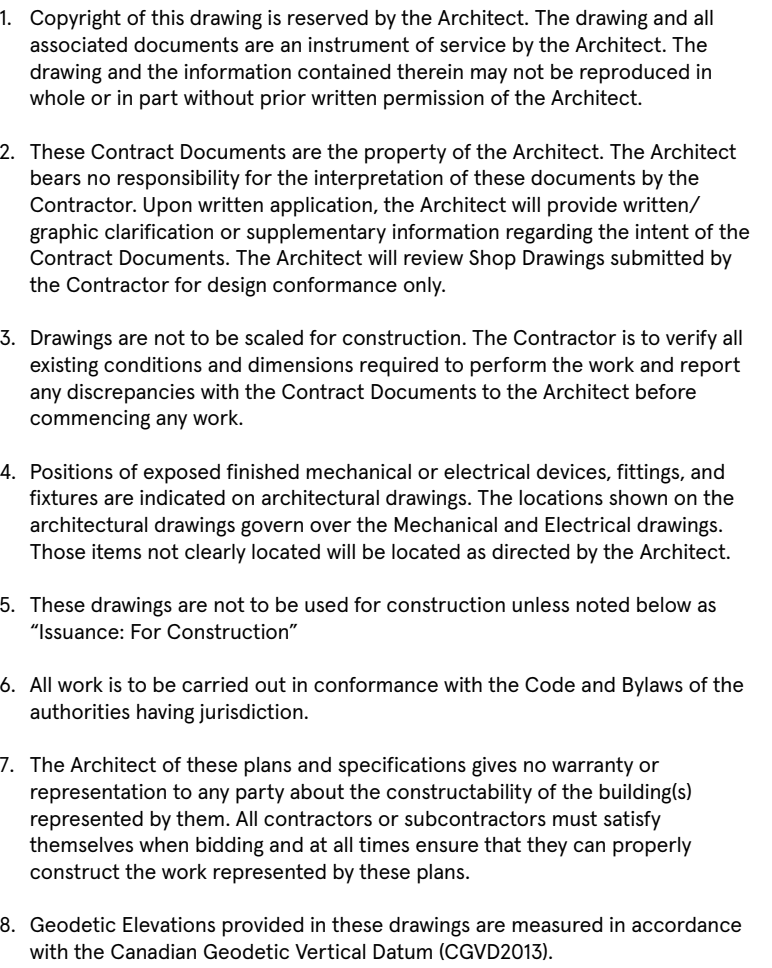 1. Copyright of this drawing is reserved by the Architect. The drawing and all
associated documents are an instrument of service by the Architect. The
drawing and the information contained therein may not be reproduced in
whole or in part without prior written permission of the Architect.
2. These Contract Documents are the property of the Architect. The Architect
bears no responsibility for the interpretation of these documents by the
Contractor. Upon written application, the Architect will provide written/
graphic clarification or supplementary information regarding the intent of the
Contract Documents. The Architect will review Shop Drawings submitted by
the Contractor for design conformance only.
3. Drawings are not to be scaled for construction. The Contractor is to verify all
existing conditions and dimensions required to perform the work and report
any discrepancies with the Contract Documents to the Architect before
commencing any work.
4. Positions of exposed finished mechanical or electrical devices, fittings, and
fixtures are indicated on architectural drawings. The locations shown on the
architectural drawings govern over the Mechanical and Electrical drawings.
Those items not clearly located will be located as directed by the Architect.
5. These drawings are not to be used for construction unless noted below as
“Issuance: For Construction”
6. All work is to be carried out in conformance with the Code and Bylaws of the
authorities having jurisdiction.
7. The Architect of these plans and specifications gives no warranty or
representation to any party about the constructability of the building(s)
represented by them. All contractors or subcontractors must satisfy
themselves when bidding and at all times ensure that they can properly
construct the work represented by these plans.
8. Geodetic Elevations provided in these drawings are measured in accordance
with the Canadian Geodetic Vertical Datum (CGVD2013).